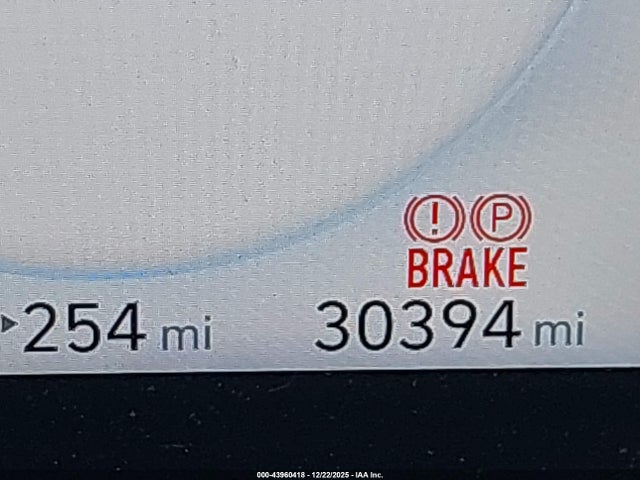 ! P
BRAKE
254 mi 30394 mi
000-43960418 - 12/22/2025 - IAA Inc.